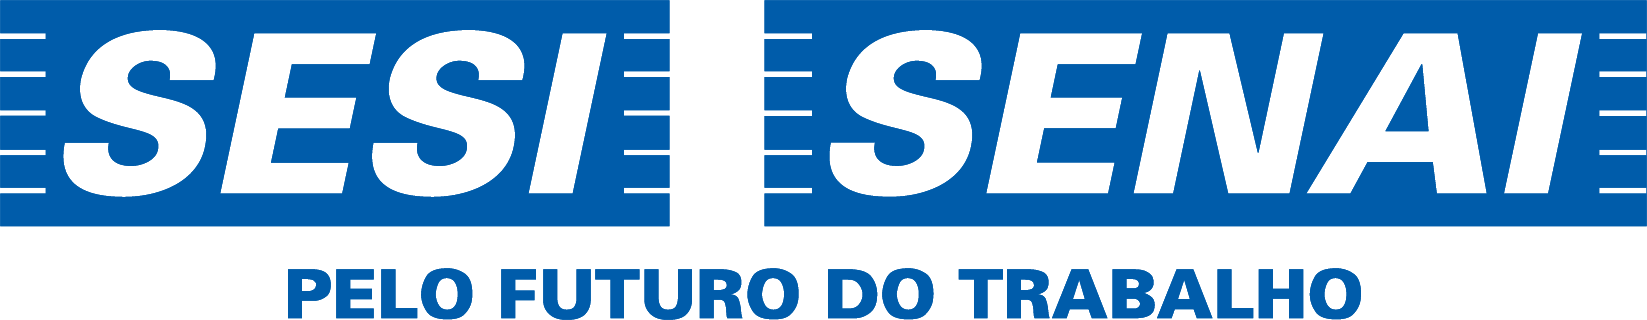 SESI SENAI
PELO FUTURO DO TRABALHO